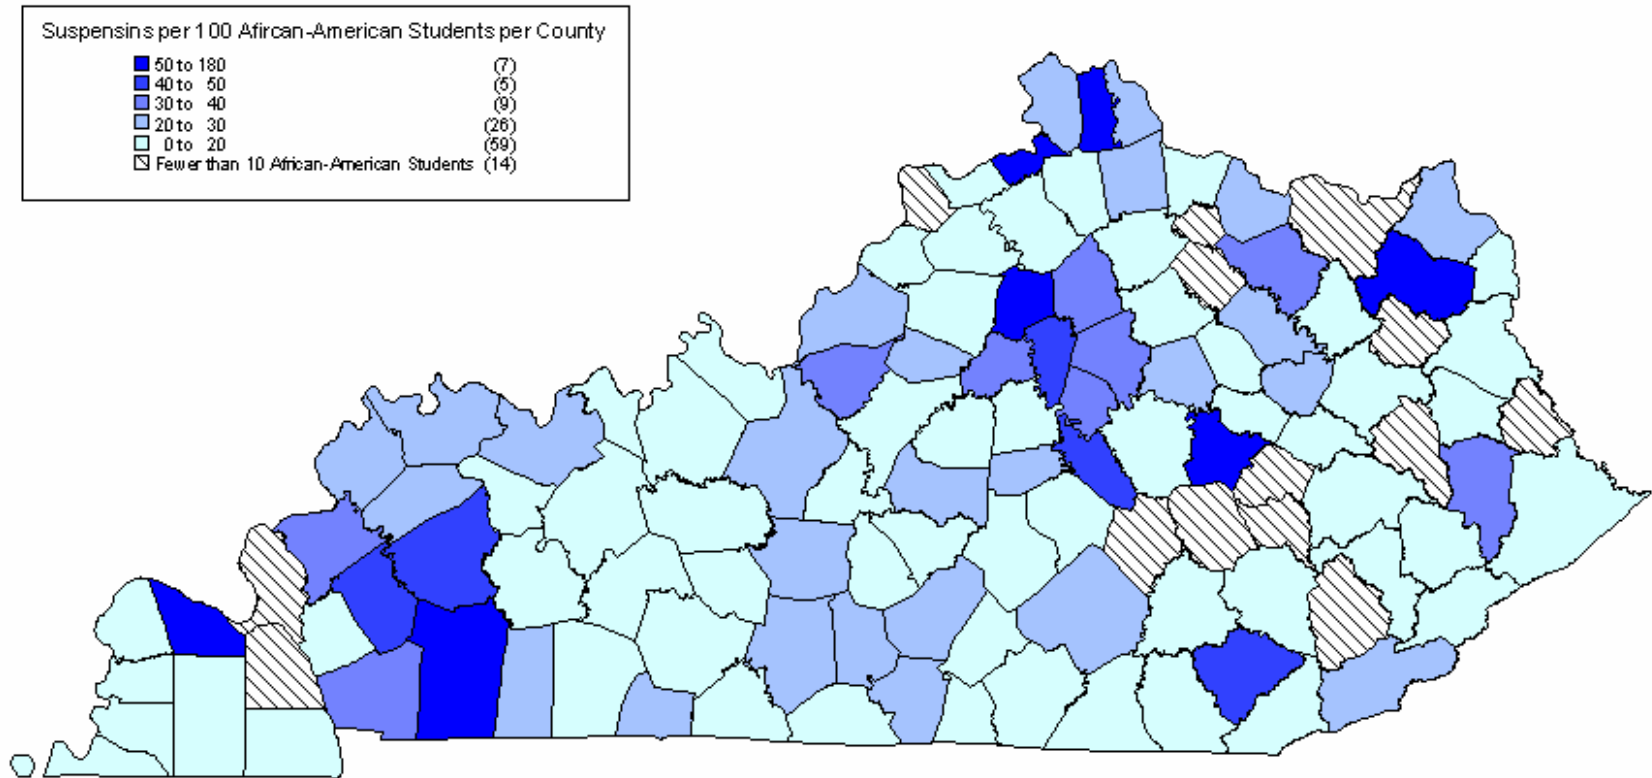 Suspensins per 100 Afircan-American Students per County
50 to 180 (7)
40 to 50 (5)
30 to 40 (9)
20 to 30 (26)
0 to 20 (59)
Fewer than 10 African-American Students (14)